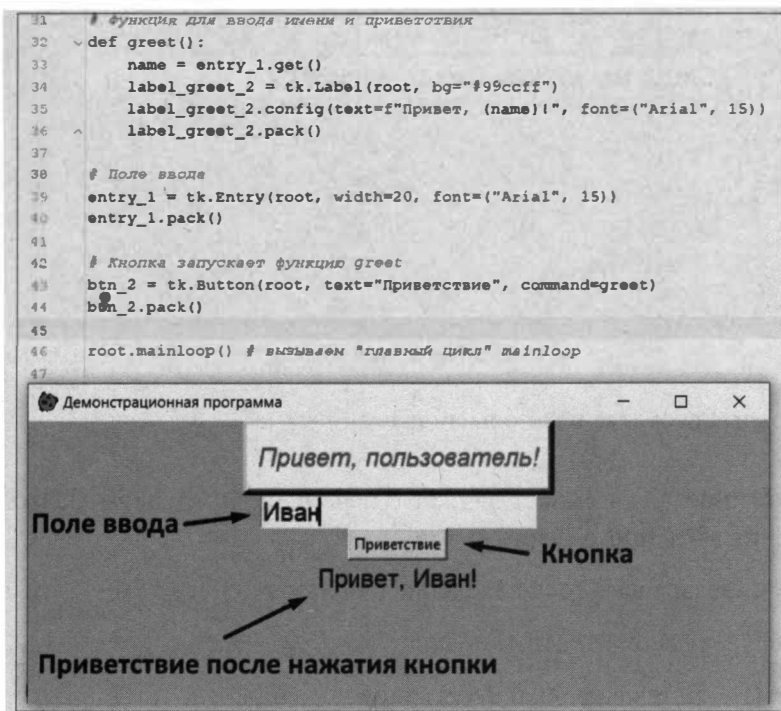 31 # функция для ввода имени и приветствия
32 def greet():
33 name = entry_1.get()
34 label_greet_2 = tk.Label(root, bg="#99ccff")
35 label_greet_2.config(text=f"Привет, {name}!", font=("Arial", 15))
36 label_greet_2.pack()
37
38 # Поле ввода
39 entry_1 = tk.Entry(root, width=20, font=("Arial", 15))
40 entry_1.pack()
41
42 # Кнопка запускает функцию greet
43 btn_2 = tk.Button(root, text="Приветствие", command=greet)
44 btn_2.pack()
45
46 root.mainloop() # вызываем "главный цикл" mainloop
47
Демонстрационная программа
Привет, пользователь!
Поле ввода
Иван
Приветствие
Кнопка
Привет, Иван!
Приветствие после нажатия кнопки